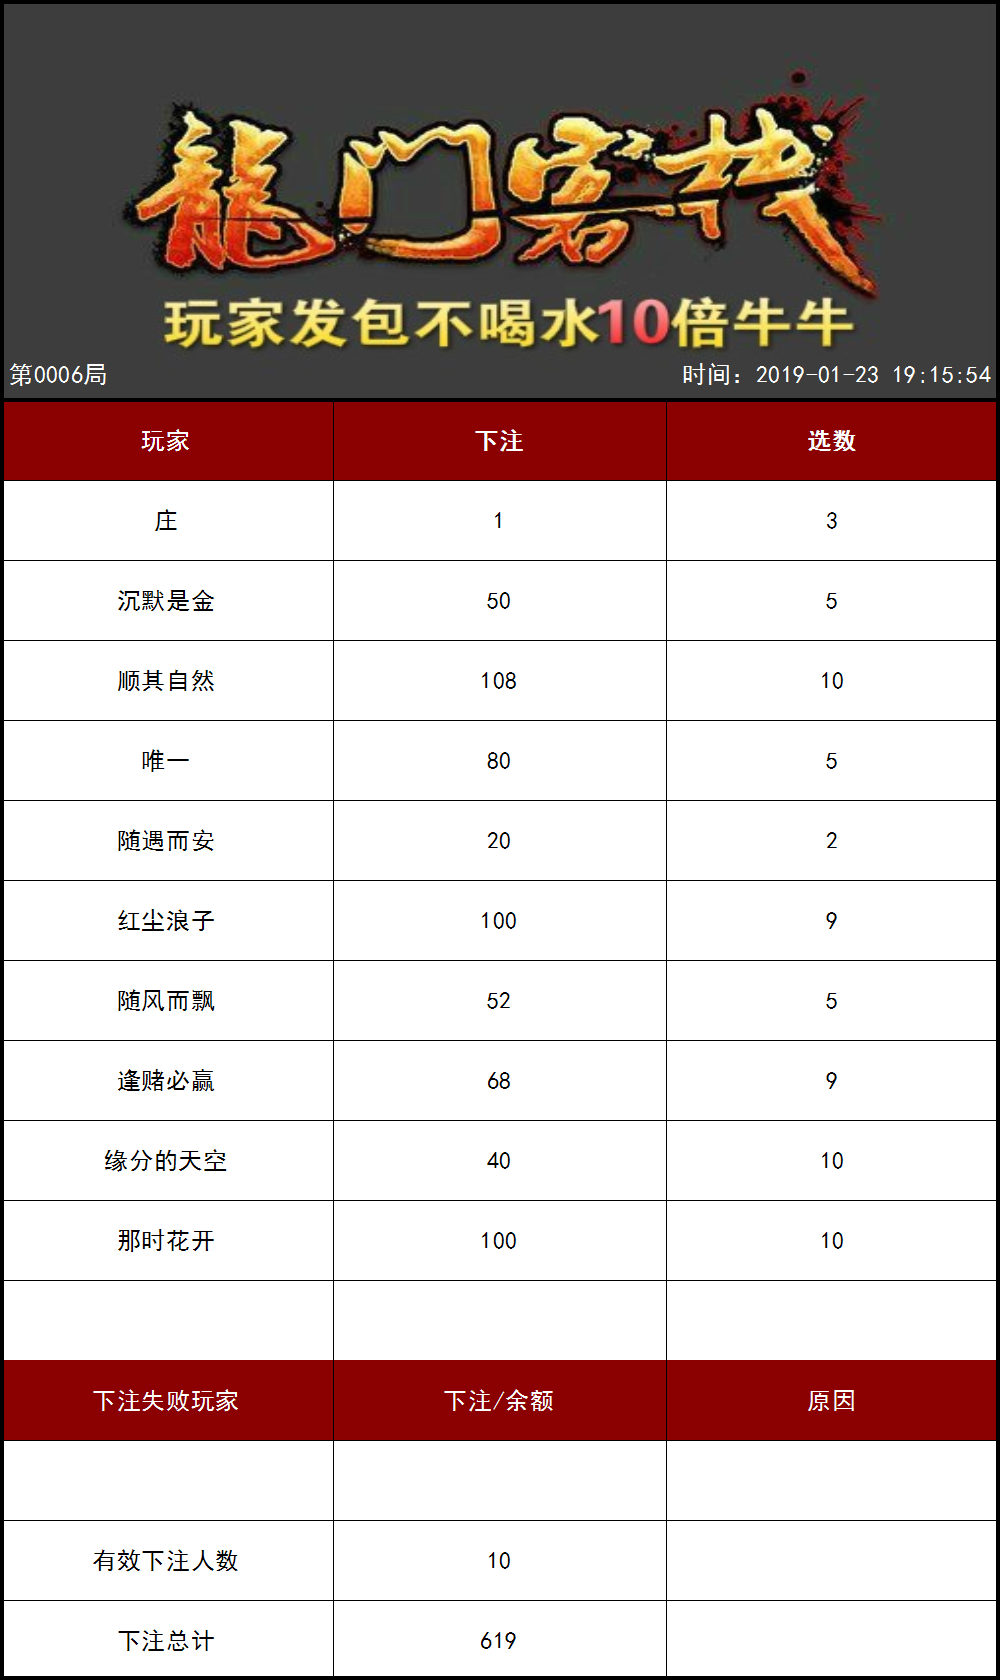 龍门客栈
玩家发包不喝水10倍牛牛
第0006局 时间：2019-01-23 19:15:54
玩家 下注 选数
庄 1 3
沉默是金 50 5
顺其自然 108 10
唯一 80 5
随遇而安 20 2
红尘浪子 100 9
随风而飘 52 5
逢赌必赢 68 9
缘分的天空 40 10
那时花开 100 10
下注失败玩家 下注/余额 原因
有效下注人数 10
下注总计 619